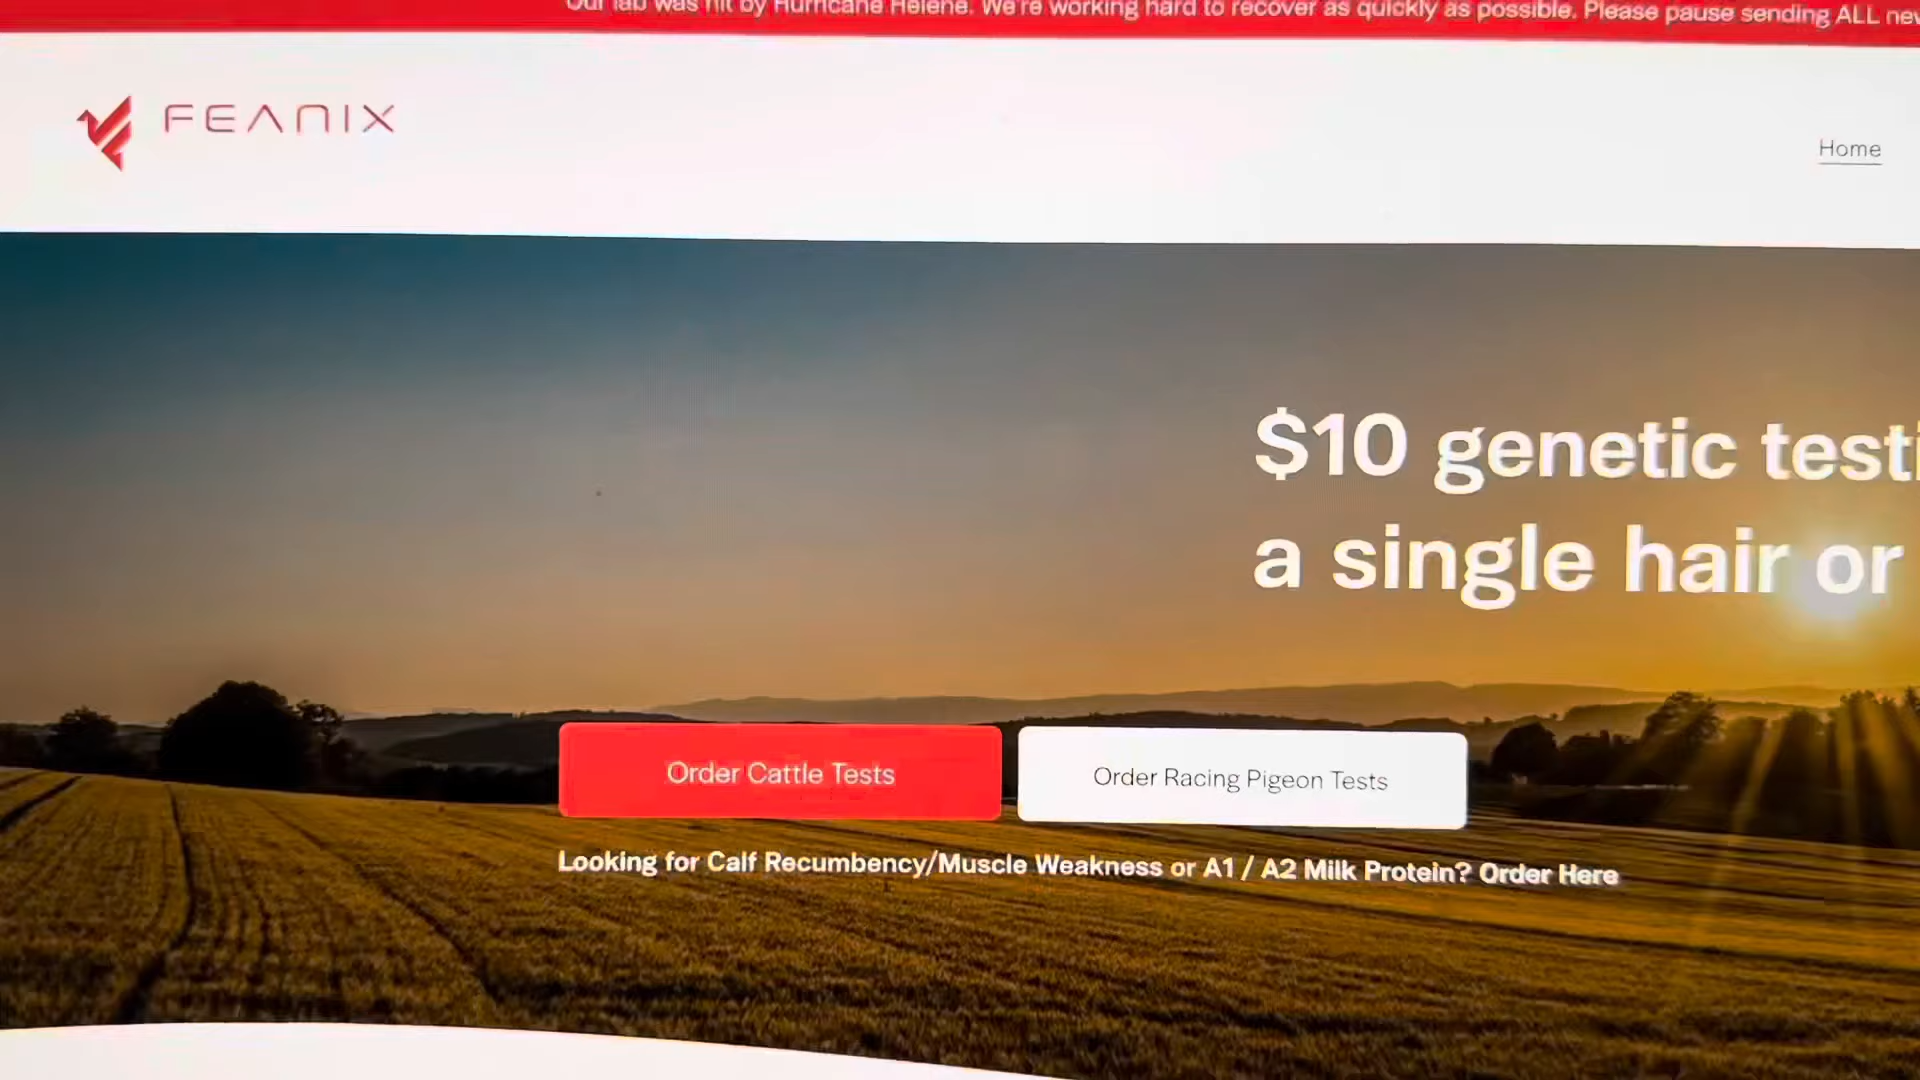 Our lab was hit by Hurricane Helene. We're working hard to recover as quickly as possible. Please pause sending ALL
FEANIX
Home
$10 genetic
a single hair or
Order Cattle Tests
Order Racing Pigeon Tests
Looking for Calf Recumbency/Muscle Weakness or A1 / A2 Milk Protein? Order Here